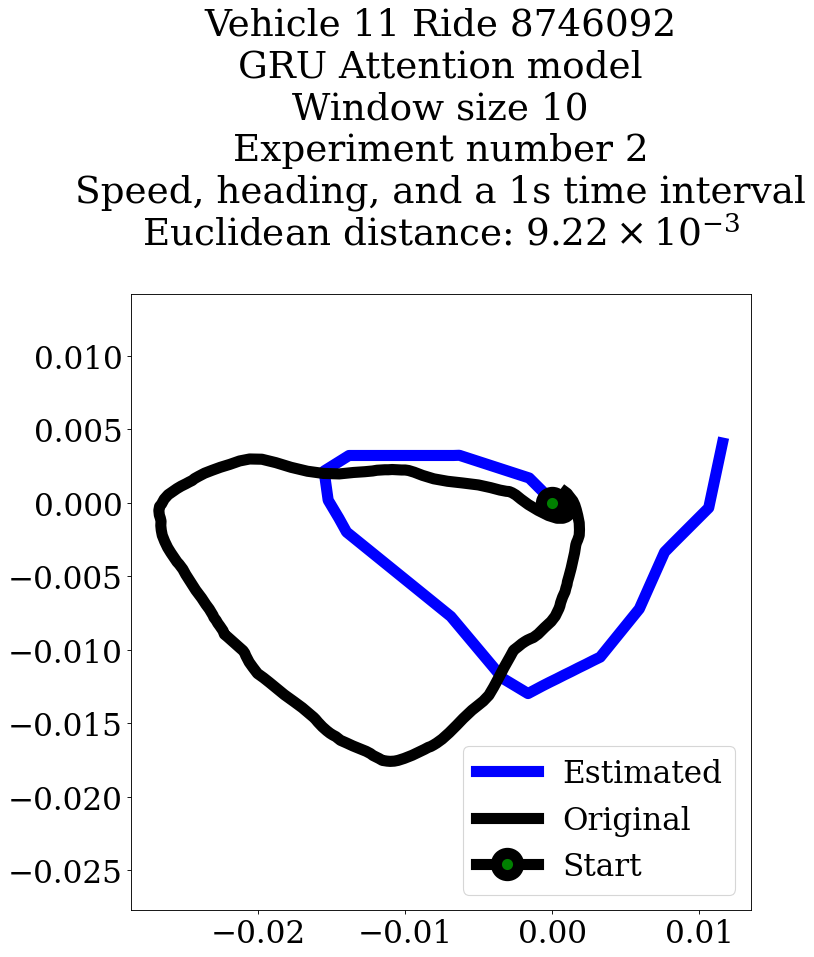 Vehicle 11 Ride 8746092
GRU Attention model
Window size 10
Experiment number 2
Speed, heading, and a 1s time interval
Euclidean distance: 9.22 × 10⁻³
0.010
0.005
0.000
−0.005
−0.010
−0.015
−0.020
−0.025
Estimated
Original
Start
−0.02 −0.01 0.00 0.01